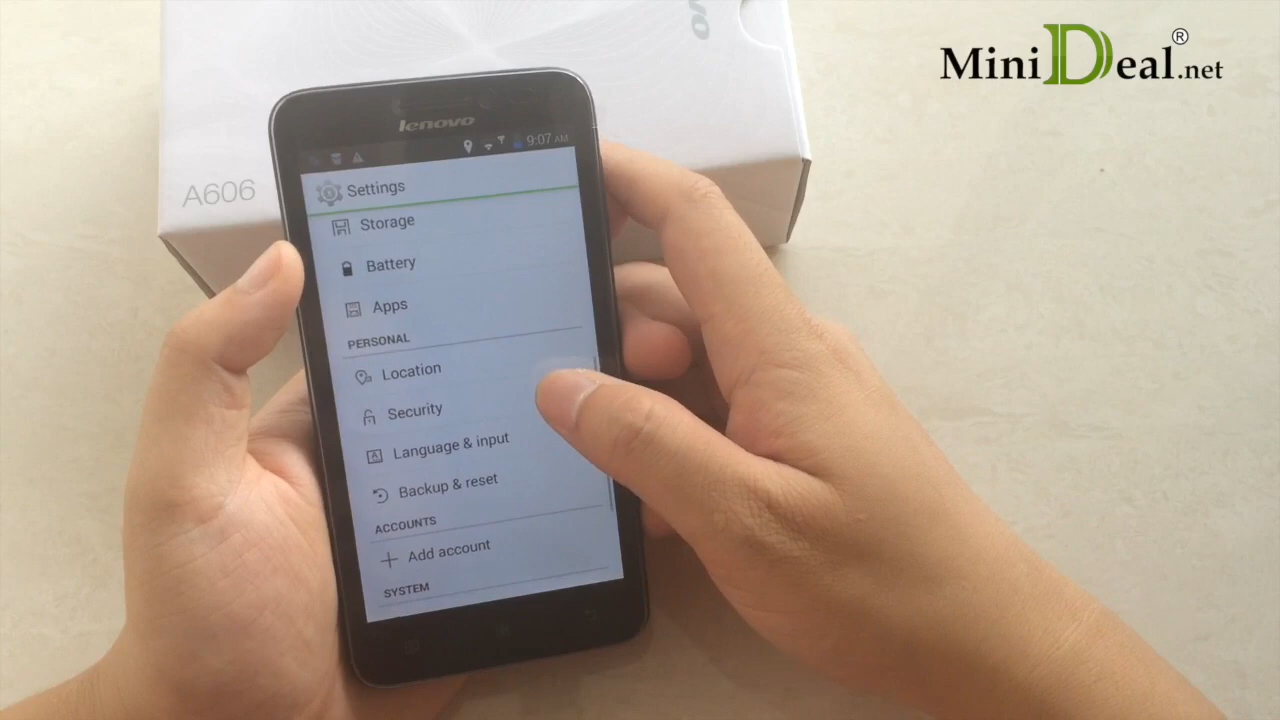 MiniDeal.net
®
A606
lenovo
9:07 AM
Settings
Storage
Battery
Apps
PERSONAL
Location
Security
Language & input
Backup & reset
ACCOUNTS
Add account
SYSTEM